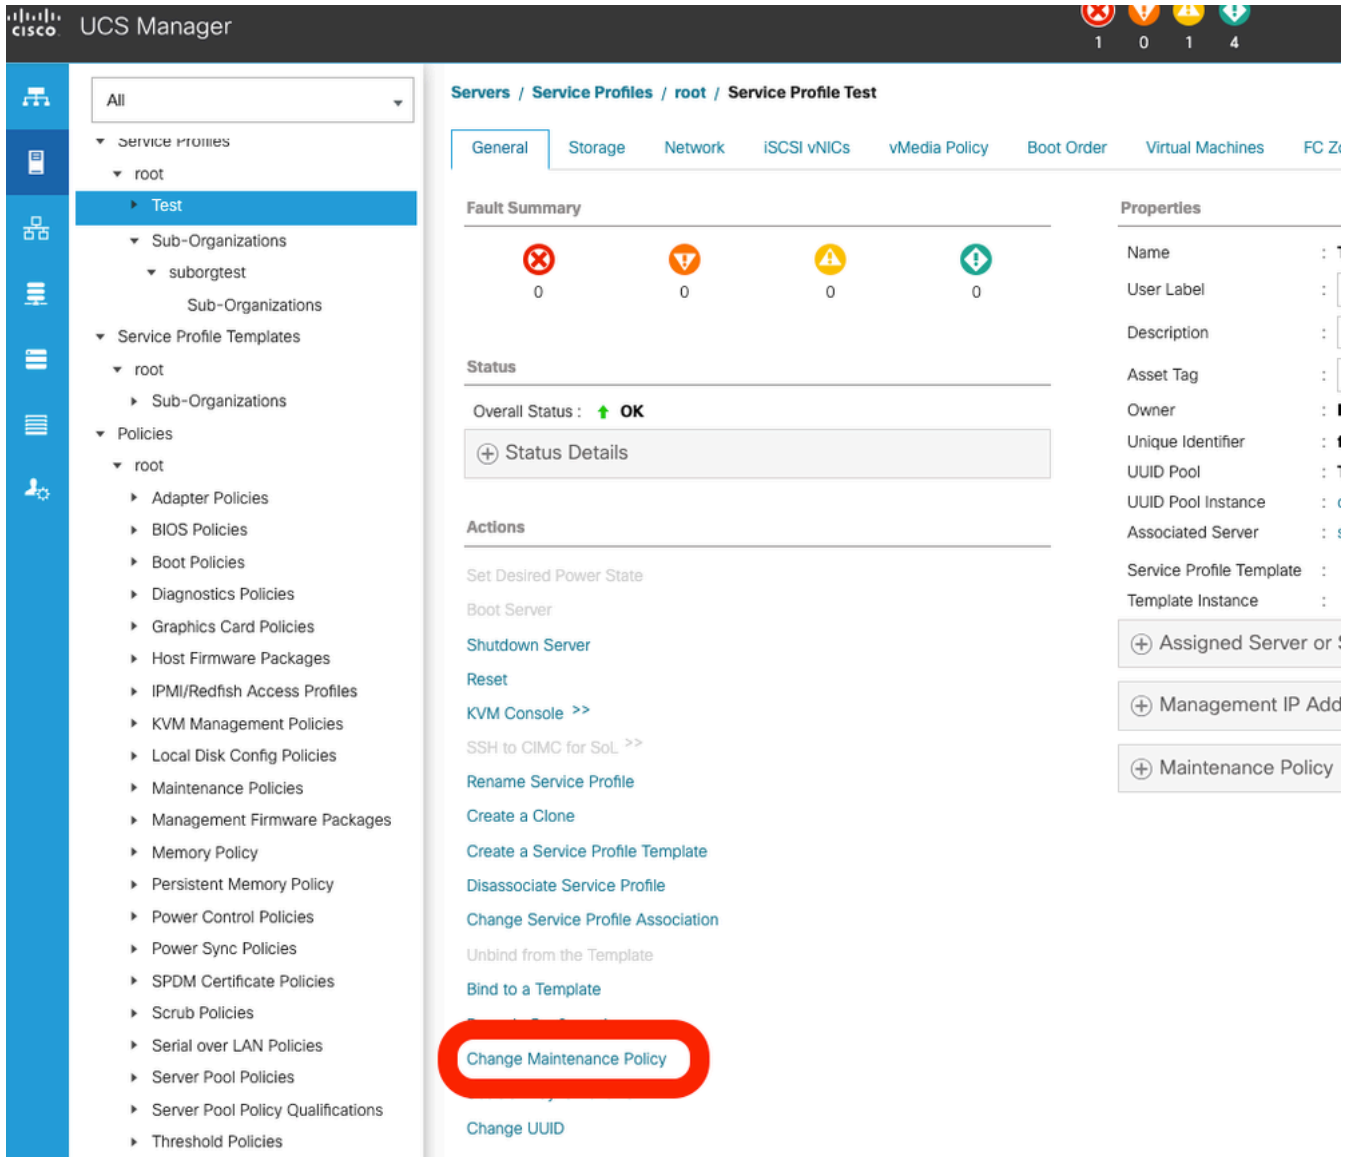 cisco
UCS Manager
1 0 1 4
All
Service Profiles
root
Test
Sub-Organizations
suborgtest
Sub-Organizations
Service Profile Templates
root
Sub-Organizations
Policies
root
Adapter Policies
BIOS Policies
Boot Policies
Diagnostics Policies
Graphics Card Policies
Host Firmware Packages
IPMI/Redfish Access Profiles
KVM Management Policies
Local Disk Config Policies
Maintenance Policies
Management Firmware Packages
Memory Policy
Persistent Memory Policy
Power Control Policies
Power Sync Policies
SPDM Certificate Policies
Scrub Policies
Serial over LAN Policies
Server Pool Policies
Server Pool Policy Qualifications
Threshold Policies
Servers / Service Profiles / root / Service Profile Test
General Storage Network iSCSI vNICs vMedia Policy Boot Order Virtual Machines FC
Fault Summary
0 0 0 0
Status
Overall Status : OK
Status Details
Actions
Set Desired Power State
Boot Server
Shutdown Server
Reset
KVM Console >>
SSH to CIMC for SoL >>
Rename Service Profile
Create a Clone
Create a Service Profile Template
Disassociate Service Profile
Change Service Profile Association
Unbind from the Template
Bind to a Template
Change Maintenance Policy
Change UUID
Properties
Name :
User Label :
Description :
Asset Tag :
Owner :
Unique Identifier :
UUID Pool :
UUID Pool Instance :
Associated Server :
Service Profile Template :
Template Instance :
Assigned Server or
Management IP
Maintenance Policy